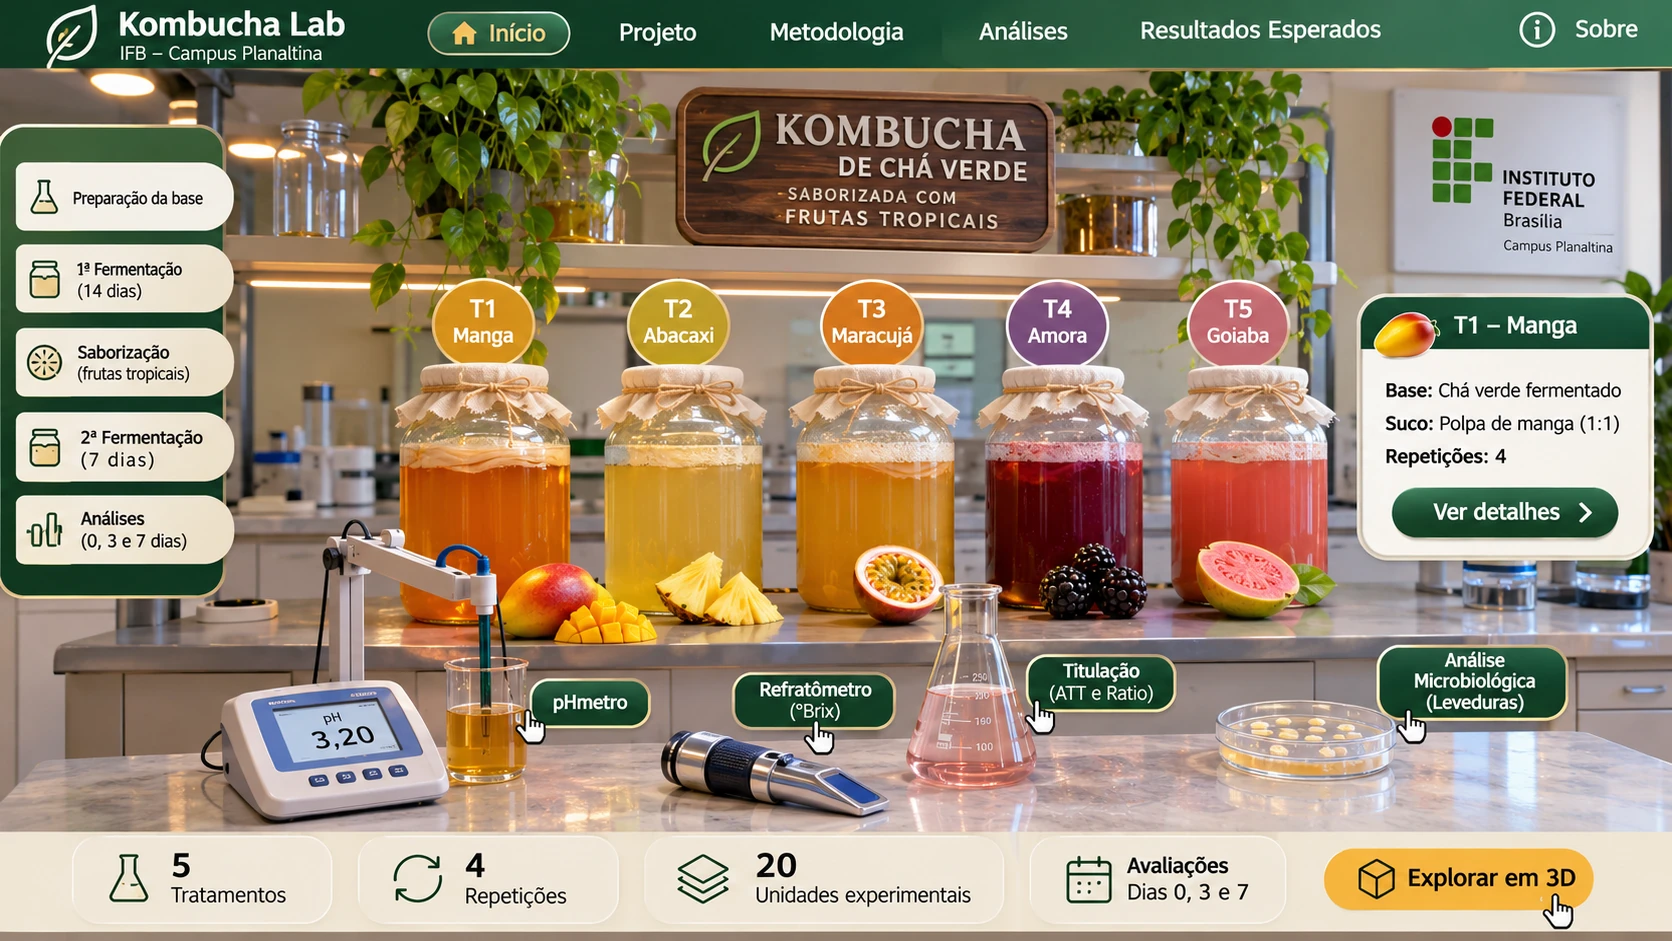 Kombucha Lab
IFB – Campus Planaltina
Início
Projeto
Metodologia
Análises
Resultados Esperados
Sobre
KOMBUCHA
DE CHÁ VERDE
SABORIZADA COM
FRUTAS TROPICAIS
INSTITUTO
FEDERAL
Brasília
Campus Planaltina
Preparação da base
1ª Fermentação
(14 dias)
Saborização
(frutas tropicais)
2ª Fermentação
(7 dias)
Análises
(0, 3 e 7 dias)
T1
Manga
T2
Abacaxi
T3
Maracujá
T4
Amora
T5
Goiaba
T1 – Manga
Base: Chá verde fermentado
Suco: Polpa de manga (1:1)
Repetições: 4
Ver detalhes
pH
3,20
pHmetro
Refratômetro
(°Brix)
250
160
100
Titulação
(ATT e Ratio)
Análise
Microbiológica
(Leveduras)
5
Tratamentos
4
Repetições
20
Unidades experimentais
Avaliações
Dias 0, 3 e 7
Explorar em 3D